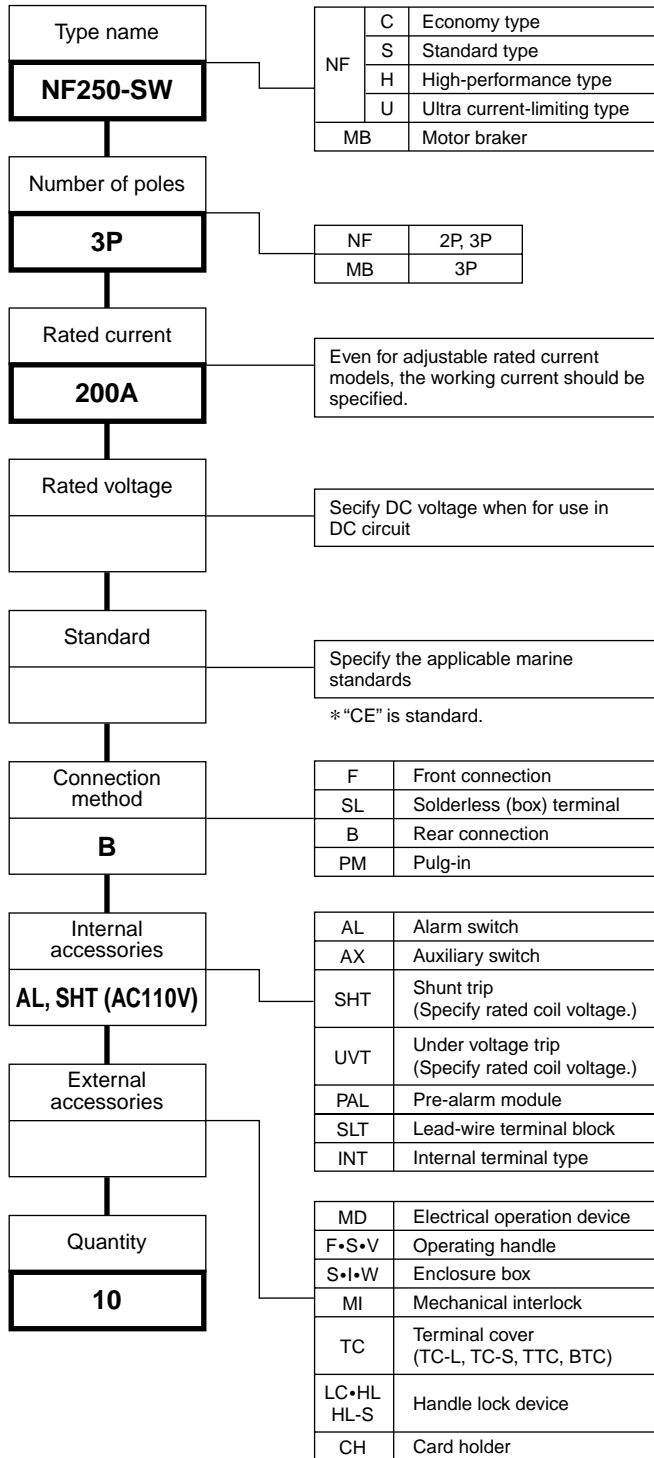 Type name
NF250-SW
NF
C Economy type
S Standard type
H High-performance type
U Ultra current-limiting type
MB Motor braker
Number of poles
3P
NF 2P, 3P
MB 3P
Rated current
200A
Even for adjustable rated current
models, the working current should be
specified.
Rated voltage
Secify DC voltage when for use in
DC circuit
Standard
Specify the applicable marine
standards
*"CE" is standard.
Connection
method
B
F Front connection
SL Solderless (box) terminal
B Rear connection
PM Pulg-in
Internal
accessories
AL, SHT (AC110V)
AL Alarm switch
AX Auxiliary switch
SHT Shunt trip
(Specify rated coil voltage.)
UVT Under voltage trip
(Specify rated coil voltage.)
PAL Pre-alarm module
SLT Lead-wire terminal block
INT Internal terminal type
External
accessories
MD Electrical operation device
F•S•V Operating handle
S•I•W Enclosure box
MI Mechanical interlock
TC Terminal cover
(TC-L, TC-S, TTC, BTC)
LC•HL
HL-S
Handle lock device
CH Card holder
Quantity
10